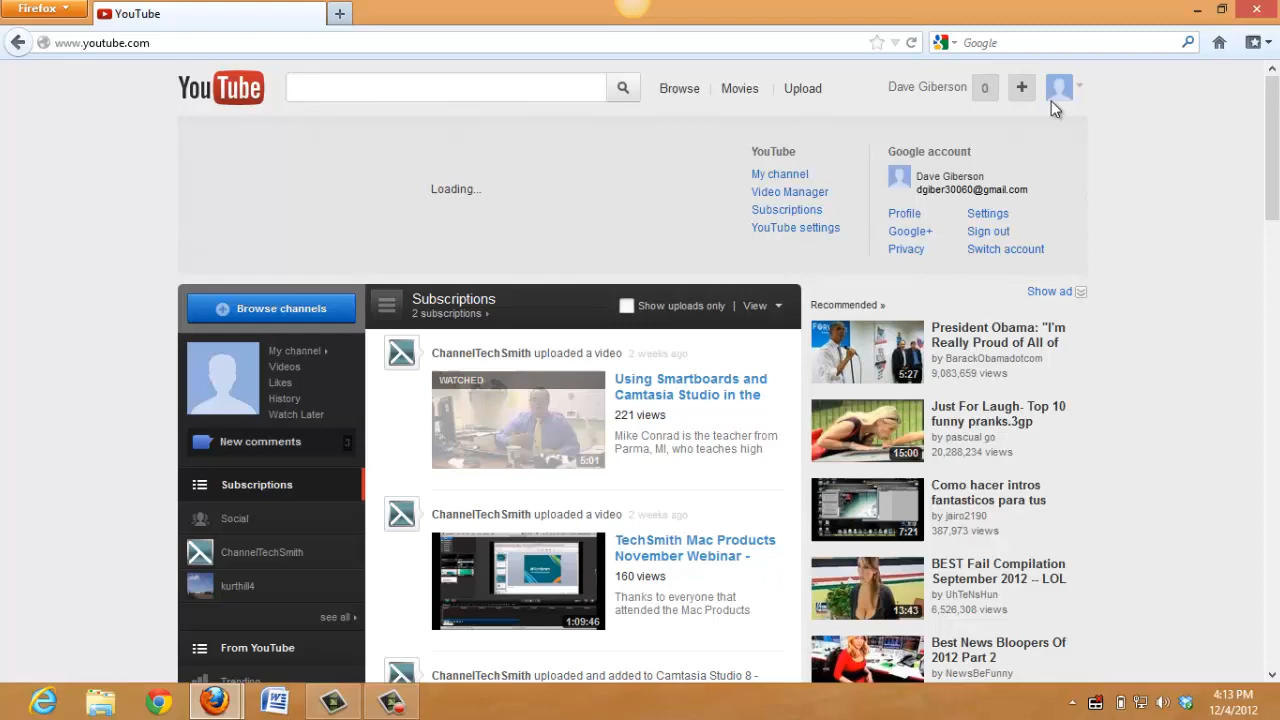 Firefox
YouTube
www.youtube.com
Google
YouTube
Browse
Movies
Upload
Dave Giberson
0
Loading...
YouTube
My channel
Video Manager
Subscriptions
YouTube settings
Google account
Dave Giberson
dgiber30060@gmail.com
Profile
Settings
Google+
Sign out
Privacy
Switch account
Browse channels
My channel
Videos
Likes
History
Watch Later
New comments
3
Subscriptions
Social
ChannelTechSmith
kurthill4
see all
From YouTube
Trending
Subscriptions
2 subscriptions
Show uploads only | View
ChannelTechSmith uploaded a video 2 weeks ago
WATCHED
5:01
Using Smartboards and
Camtasia Studio in the
221 views
Mike Conrad is the teacher from
Parma, MI, who teaches high
ChannelTechSmith uploaded a video 2 weeks ago
1:09:46
TechSmith Mac Products
November Webinar -
160 views
Thanks to everyone that
attended the Mac Products
ChannelTechSmith uploaded and added to Camtasia Studio 8 -
Show ad
Recommended »
5:27
President Obama: "I'm
Really Proud of All of
by BarackObamadotcom
9,083,659 views
15:00
Just For Laugh- Top 10
funny pranks.3gp
by pascual go
20,288,234 views
7:21
Como hacer intros
fantasticos para tus
by jairo2190
387,973 views
13:43
BEST Fail Compilation
September 2012 -- LOL
by UhTeNsHun
6,526,308 views
Best News Bloopers Of
2012 Part 2
by NewsBeFunny
4:13 PM
12/4/2012